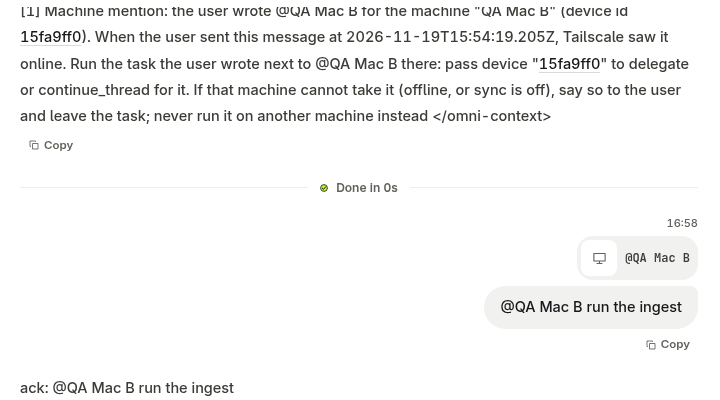 [1] Machine mention: the user wrote @QA Mac B for the machine "QA Mac B" (device id
15fa9ff0). When the user sent this message at 2026-11-19T15:54:19.205Z, Tailscale saw it
online. Run the task the user wrote next to @QA Mac B there: pass device "15fa9ff0" to delegate
or continue_thread for it. If that machine cannot take it (offline, or sync is off), say so to the user
and leave the task; never run it on another machine instead </omni-context>
Copy
Done in 0s
16:58
@QA Mac B
@QA Mac B run the ingest
Copy
ack: @QA Mac B run the ingest